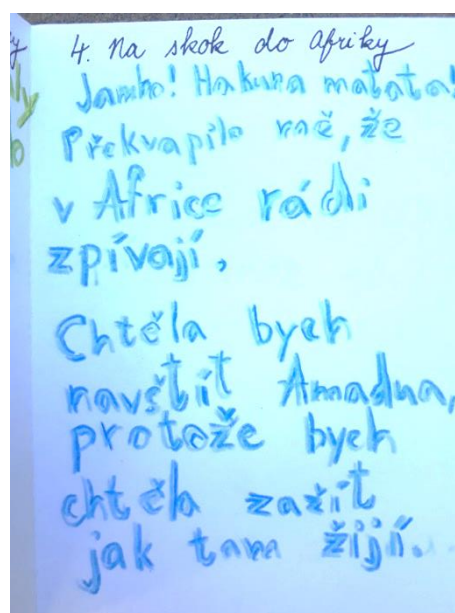 4. Na skok do Afriky
Jambo! Hakuna matata!
Překvapilo mě, že
v Africe rádi
zpívají,
Chtěla bych
navštít Amadua,
protože bych
chtěla zažít
jak tam žijí.